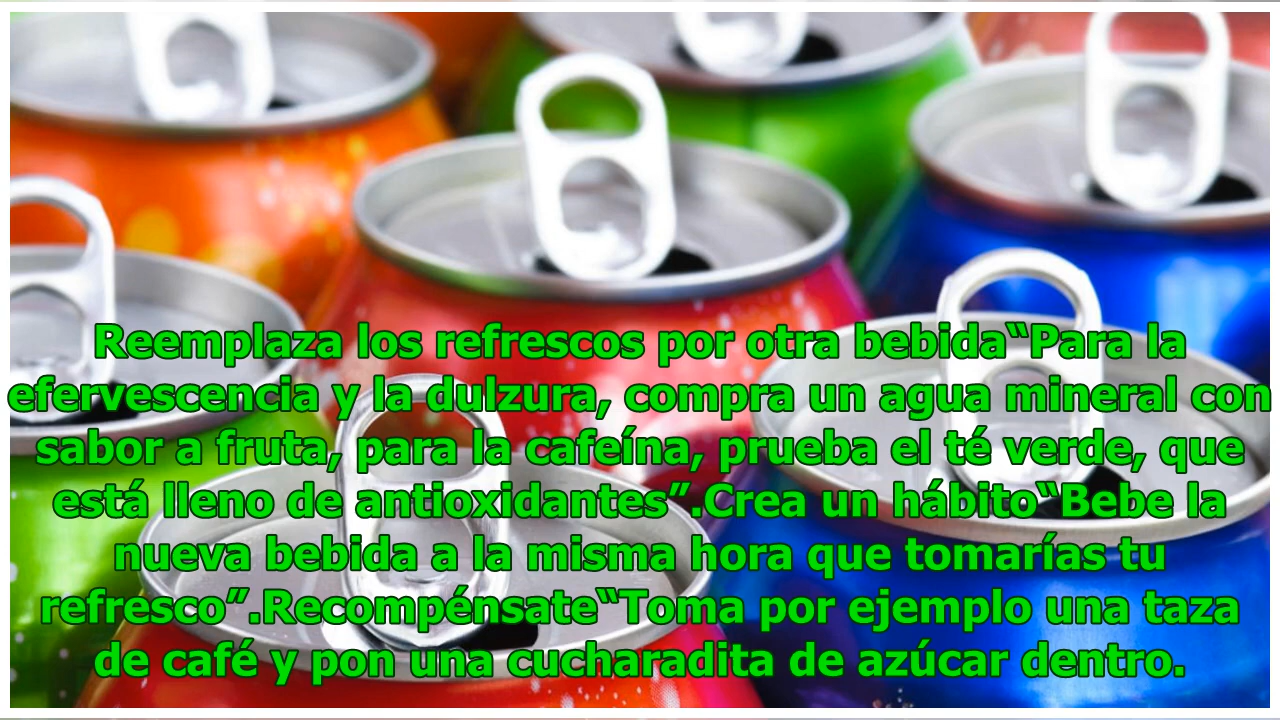 Reemplaza los refrescos por otra bebida“Para la
efervescencia y la dulzura, compra un agua mineral con
sabor a fruta, para la cafeína, prueba el té verde, que
está lleno de antioxidantes”.Crea un hábito“Bebe la
nueva bebida a la misma hora que tomarías tu
refresco”.Recompénsate“Toma por ejemplo una taza
de café y pon una cucharadita de azúcar dentro.